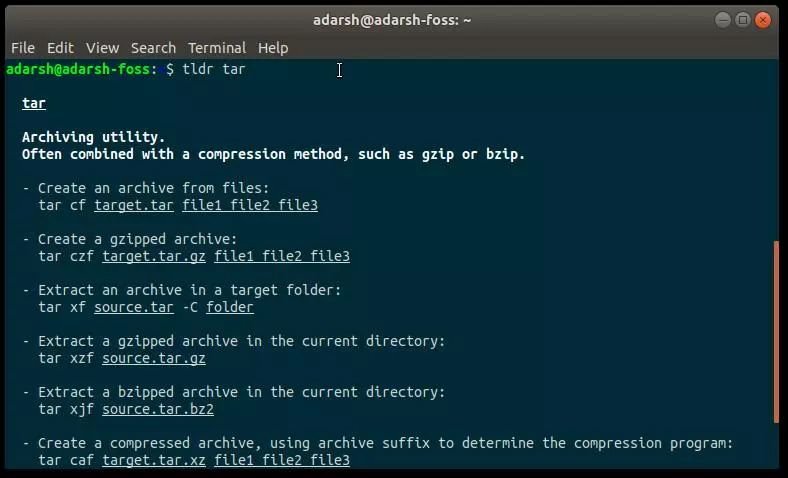 adarsh@adarsh-foss: ~
File Edit View Search Terminal Help
adarsh@adarsh-foss:~$ tldr tar
tar
Archiving utility.
Often combined with a compression method, such as gzip or bzip.
- Create an archive from files:
tar cf target.tar file1 file2 file3
- Create a gzipped archive:
tar czf target.tar.gz file1 file2 file3
- Extract an archive in a target folder:
tar xf source.tar -C folder
- Extract a gzipped archive in the current directory:
tar xzf source.tar.gz
- Extract a bzipped archive in the current directory:
tar xjf source.tar.bz2
- Create a compressed archive, using archive suffix to determine the compression program:
tar caf target.tar.xz file1 file2 file3